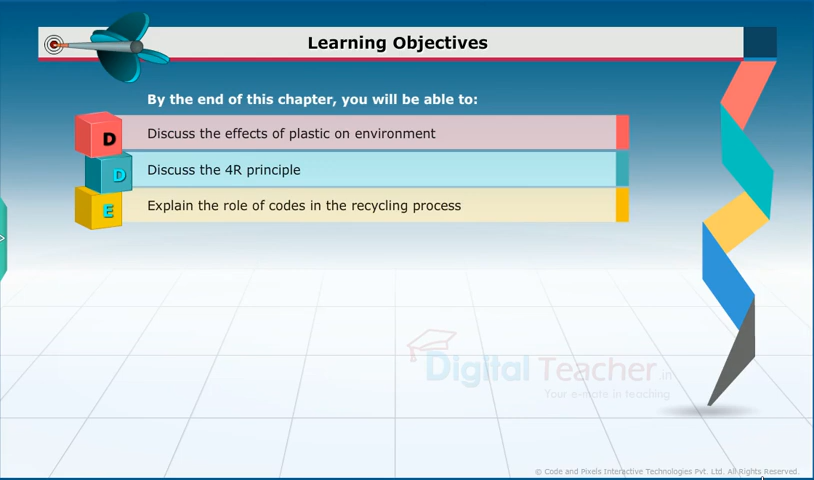 Learning Objectives
By the end of this chapter, you will be able to:
D Discuss the effects of plastic on environment
D Discuss the 4R principle
E Explain the role of codes in the recycling process
Digital Teacher.in
Your e-mate in teaching
© Code and Pixels Interactive Technologies Pvt. Ltd. All Rights Reserved.